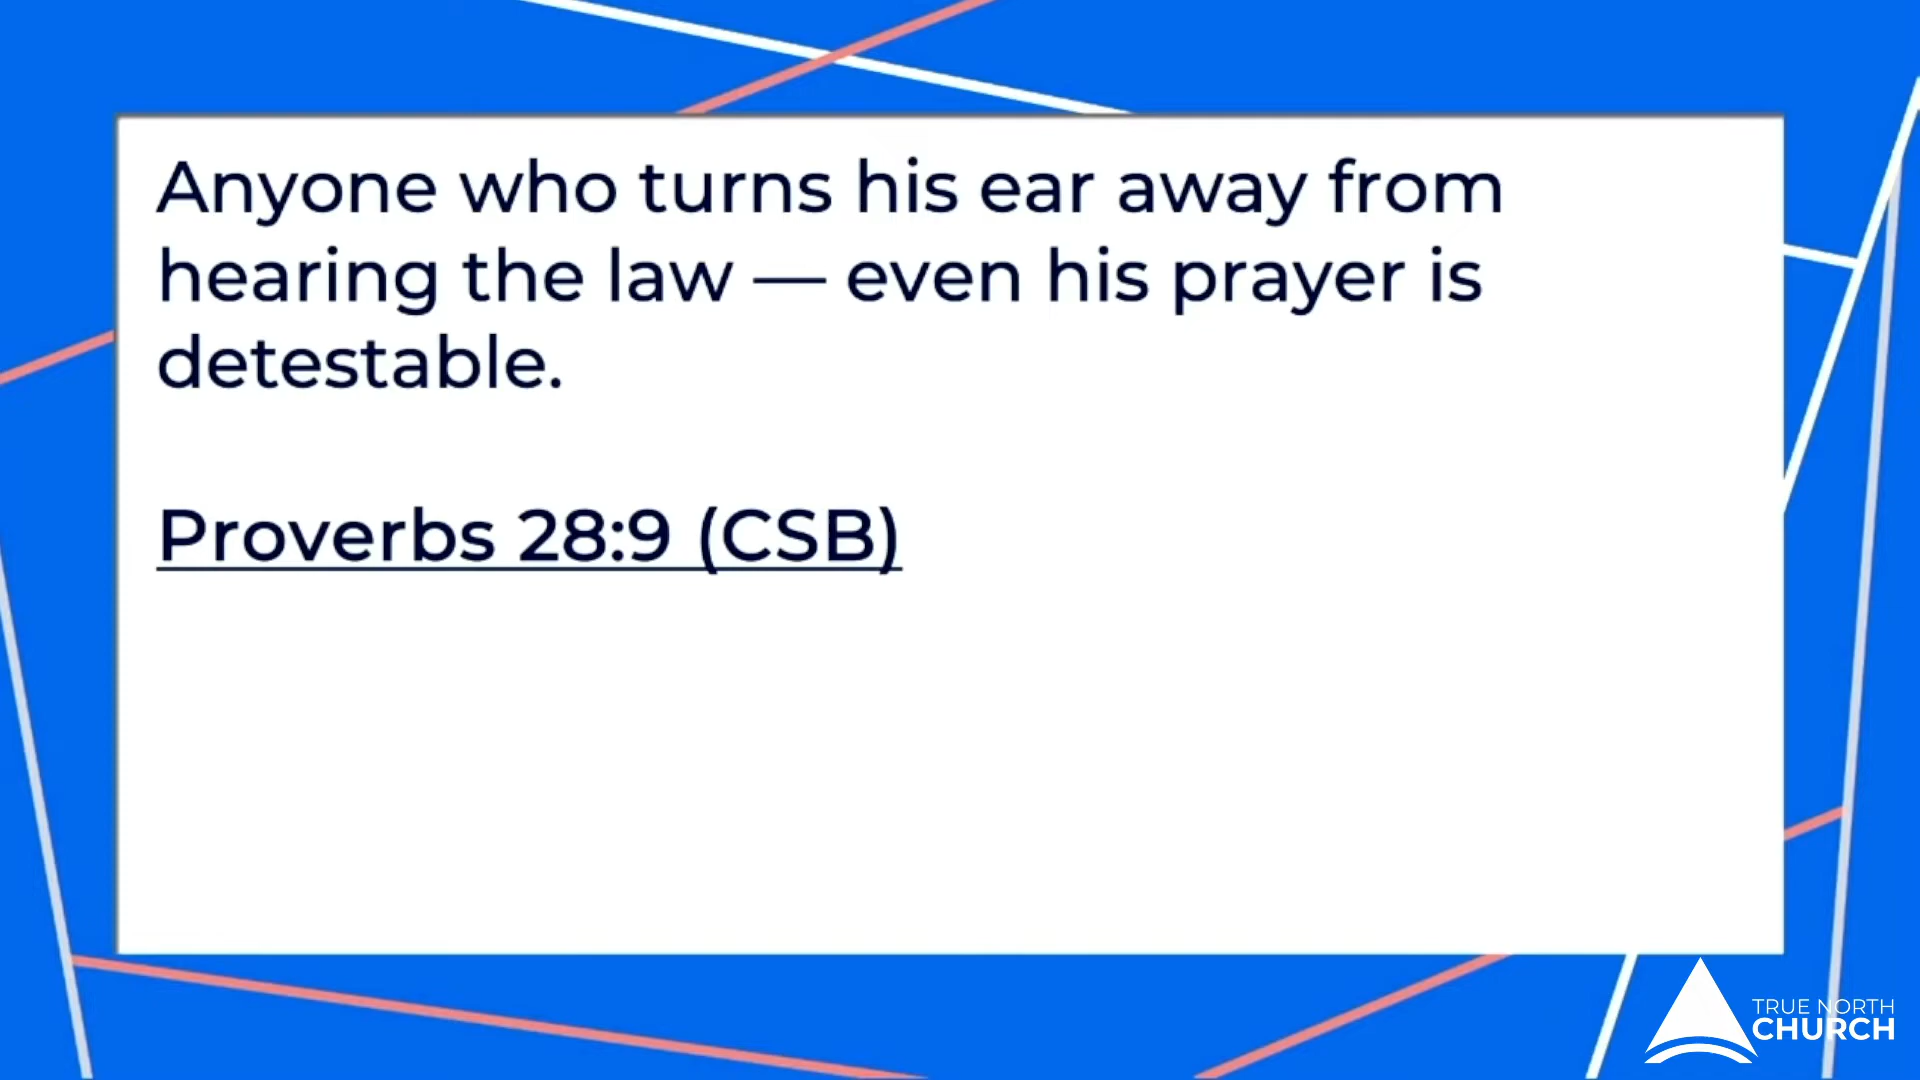 Anyone who turns his ear away from
hearing the law — even his prayer is
detestable.
Proverbs 28:9 (CSB)
TRUE NORTH
CHURCH